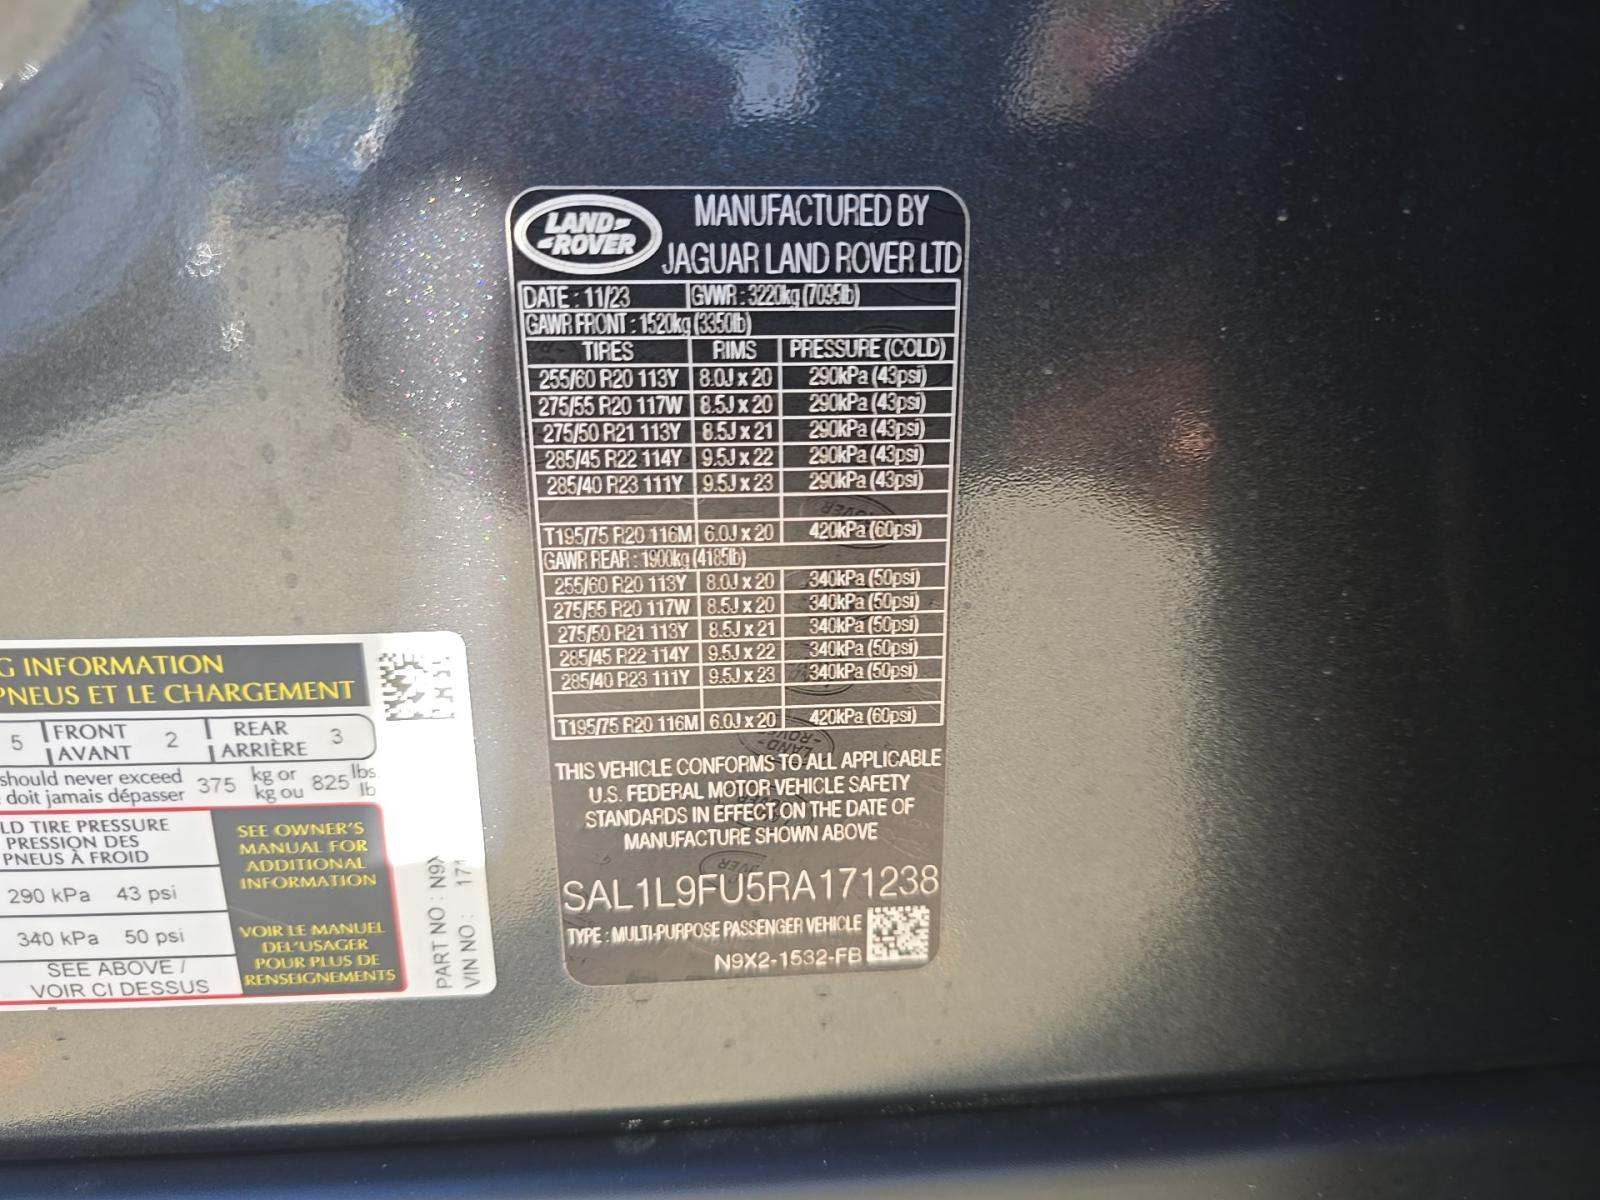 LAND
ROVER
MANUFACTURED BY
JAGUAR LAND ROVER LTD
DATE : 11/23 GVWR : 3220kg (7095lb)
GAWR FRONT : 1520kg (3350lb)
TIRES RIMS PRESSURE (COLD)
255/60 R20 113Y 8.0J x 20 290kPa (43psi)
275/55 R20 117W 8.5J x 20 290kPa (43psi)
275/50 R21 113Y 8.5J x 21 290kPa (43psi)
285/45 R22 114Y 9.5J x 22 290kPa (43psi)
285/40 R23 111Y 9.5J x 23 290kPa (43psi)
T195/75 R20 116M 6.0J x 20 420kPa (60psi)
GAWR REAR : 1900kg (4185lb)
255/60 R20 113Y 8.0J x 20 340kPa (50psi)
275/55 R20 117W 8.5J x 20 340kPa (50psi)
275/50 R21 113Y 8.5J x 21 340kPa (50psi)
285/45 R22 114Y 9.5J x 22 340kPa (50psi)
285/40 R23 111Y 9.5J x 23 340kPa (50psi)
T195/75 R20 116M 6.0J x 20 420kPa (60psi)
THIS VEHICLE CONFORMS TO ALL APPLICABLE
U.S. FEDERAL MOTOR VEHICLE SAFETY
STANDARDS IN EFFECT ON THE DATE OF
MANUFACTURE SHOWN ABOVE
SAL1L9FU5RA171238
TYPE : MULTI-PURPOSE PASSENGER VEHICLE
N9X2-1532-FB
G INFORMATION
PNEUS ET LE CHARGEMENT
5 FRONT 2 REAR 3
AVANT ARRIÈRE
should never exceed 375 kg or 825 lbs
doit jamais dépasser kg ou lb
LD TIRE PRESSURE
PRESSION DES
PNEUS À FROID
290 kPa 43 psi
340 kPa 50 psi
SEE ABOVE /
VOIR CI DESSUS
SEE OWNER'S
MANUAL FOR
ADDITIONAL
INFORMATION
VOIR LE MANUEL
DEL'USAGER
POUR PLUS DE
RENSEIGNEMENTS
PART NO : N9X
VIN NO : 171